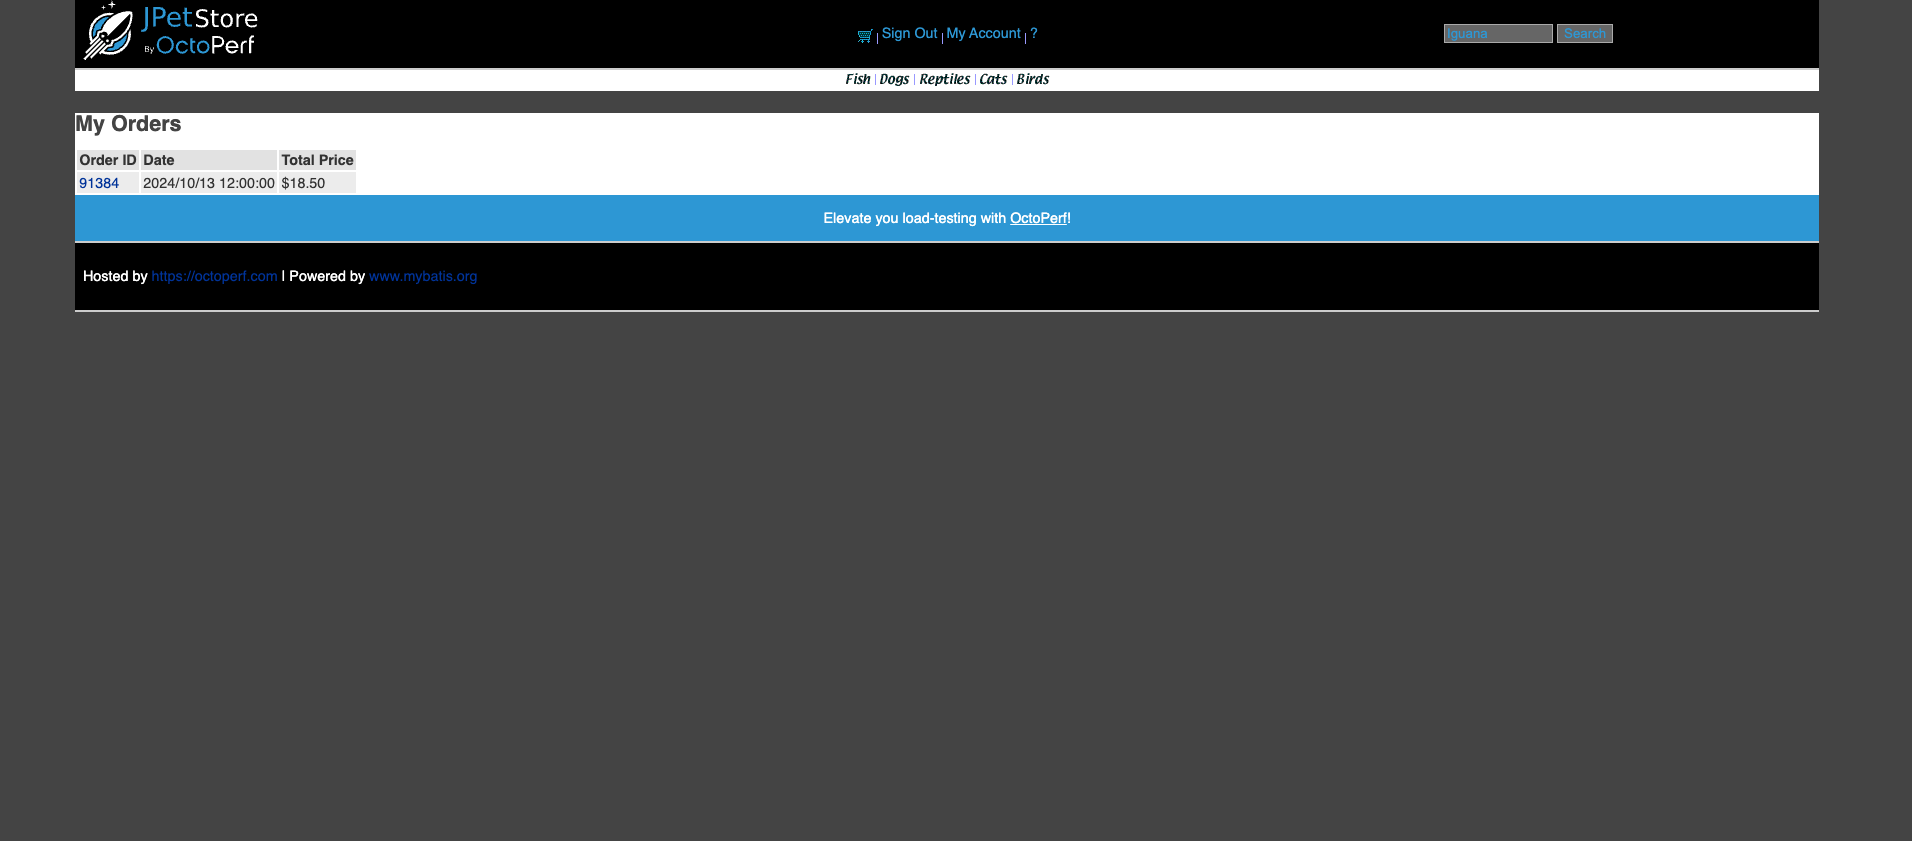 JPetStore
By OctoPerf
Sign Out | My Account | ?
Iguana Search
Fish | Dogs | Reptiles | Cats | Birds
My Orders
Order ID Date Total Price
91384 2024/10/13 12:00:00 $18.50
Elevate you load-testing with OctoPerf!
Hosted by https://octoperf.com | Powered by www.mybatis.org